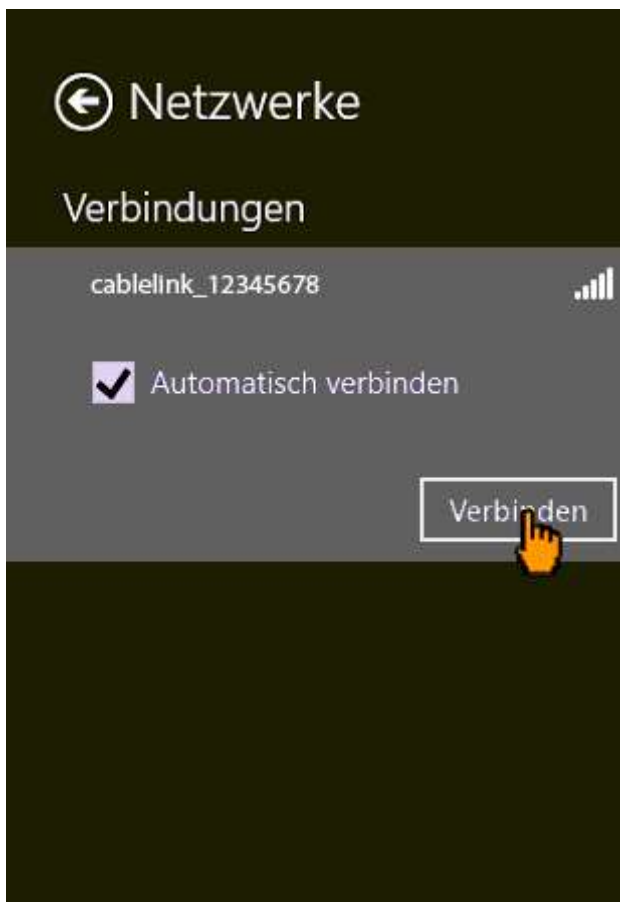 Netzwerke
Verbindungen
cablelink_12345678
Automatisch verbinden
Verbinden